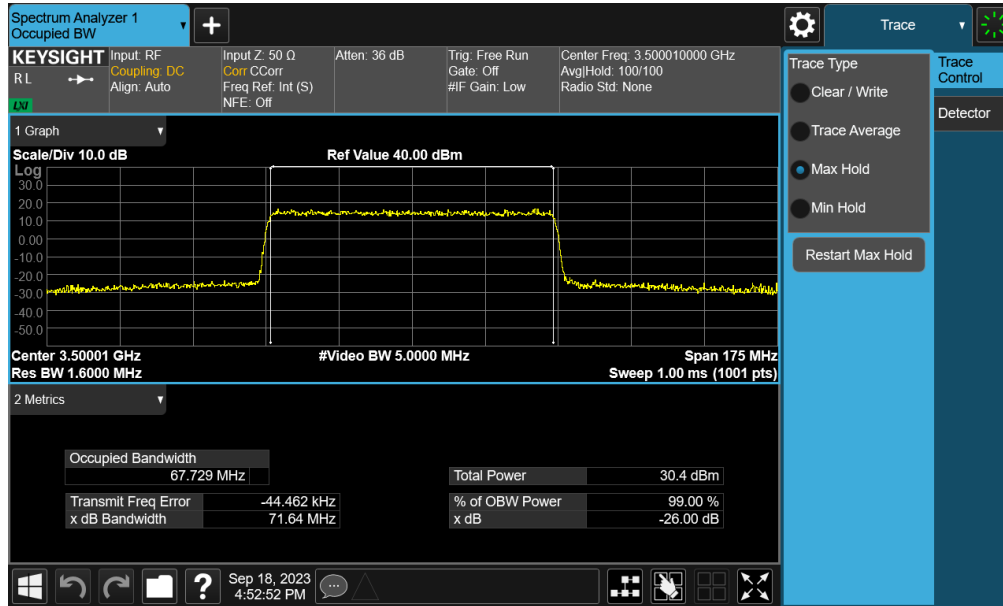 Spectrum Analyzer 1
Occupied BW
+
Trace
KEYSIGHT
R L
LXI
Input: RF
Coupling: DC
Align: Auto
Input Z: 50 Ω
Corr CCorr
Freq Ref: Int (S)
NFE: Off
Atten: 36 dB
Trig: Free Run
Gate: Off
#IF Gain: Low
Center Freq: 3.500010000 GHz
Avg|Hold: 100/100
Radio Std: None
Trace Type
Clear / Write
Trace Average
Max Hold
Min Hold
Restart Max Hold
Trace
Control
Detector
1 Graph
Scale/Div 10.0 dB
Ref Value 40.00 dBm
Log
30.0
20.0
10.0
0.00
-10.0
-20.0
-30.0
-40.0
-50.0
Center 3.50001 GHz
#Video BW 5.0000 MHz
Span 175 MHz
Res BW 1.6000 MHz
Sweep 1.00 ms (1001 pts)
2 Metrics
Occupied Bandwidth
67.729 MHz
Total Power 30.4 dBm
Transmit Freq Error -44.462 kHz
% of OBW Power 99.00 %
x dB Bandwidth 71.64 MHz
x dB -26.00 dB
?
Sep 18, 2023
4:52:52 PM